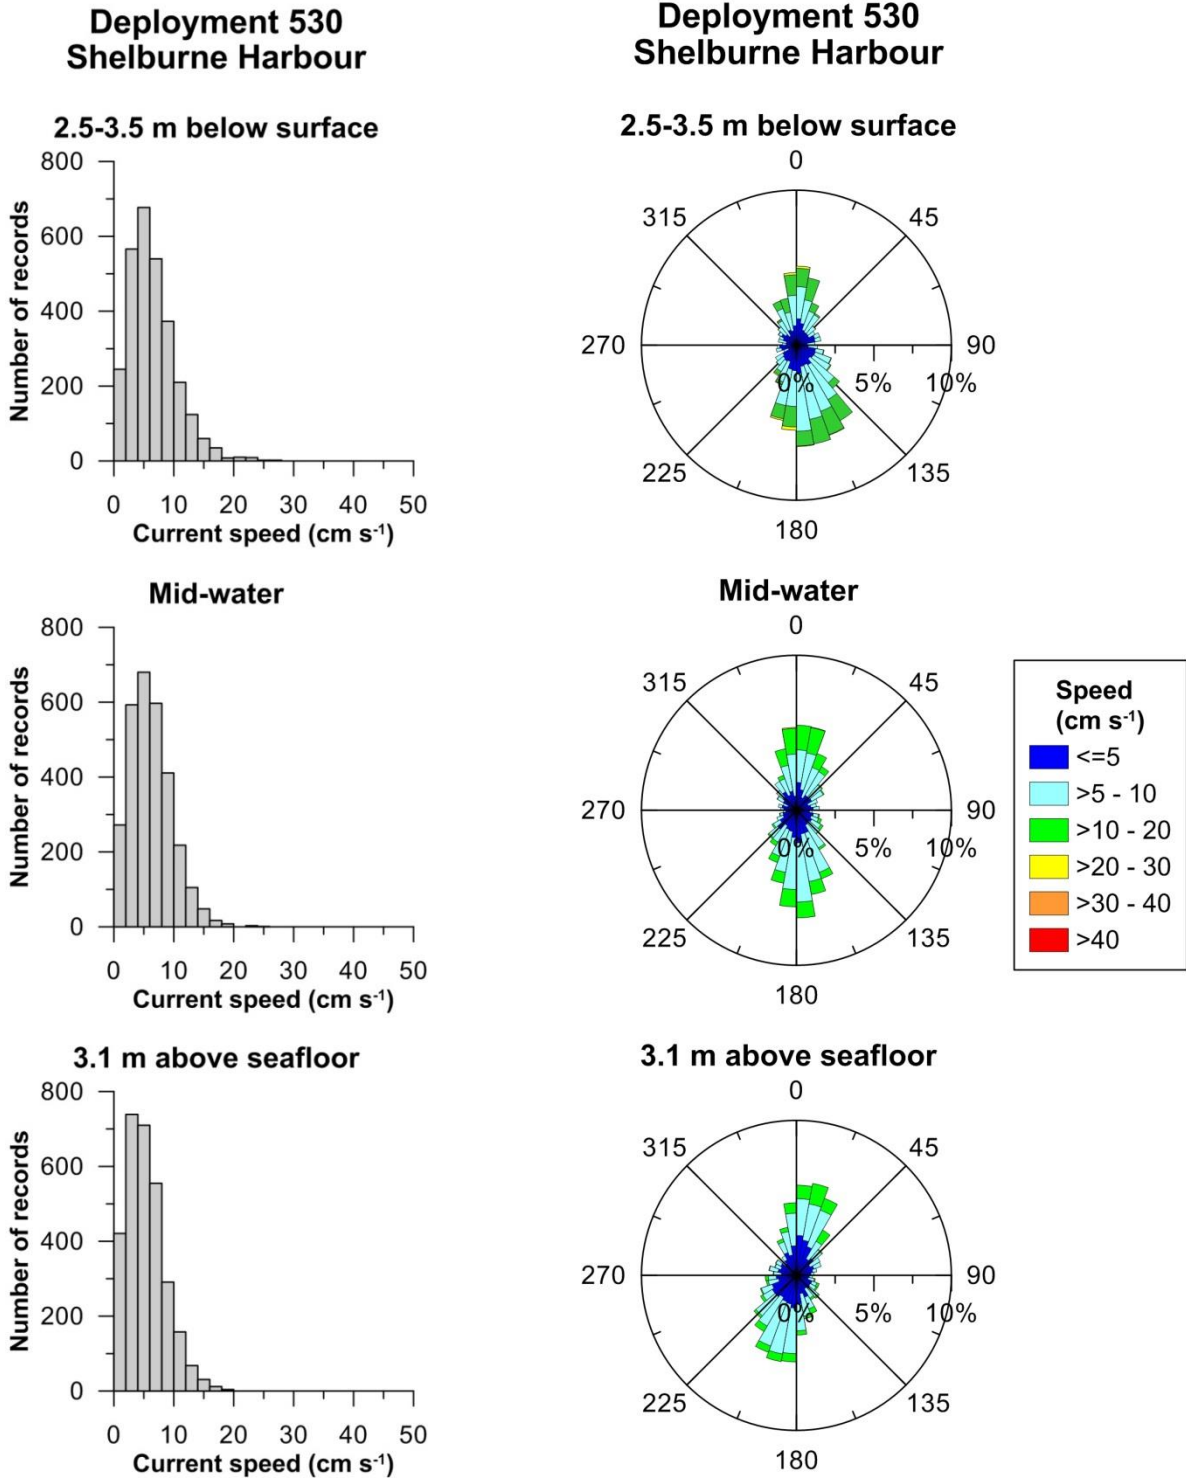 Deployment 530
Shelburne Harbour
2.5-3.5 m below surface
800
600
400
200
0
Number of records
0 10 20 30 40 50
Current speed (cm s⁻¹)
Mid-water
800
600
400
200
0
Number of records
0 10 20 30 40 50
Current speed (cm s⁻¹)
3.1 m above seafloor
800
600
400
200
0
Number of records
0 10 20 30 40 50
Current speed (cm s⁻¹)
Deployment 530
Shelburne Harbour
2.5-3.5 m below surface
0
315 45
270 90
0% 5% 10%
225 135
180
Mid-water
0
315 45
270 90
0% 5% 10%
225 135
180
3.1 m above seafloor
0
315 45
270 90
0% 5% 10%
225 135
180
Speed
(cm s⁻¹)
<=5
>5 - 10
>10 - 20
>20 - 30
>30 - 40
>40